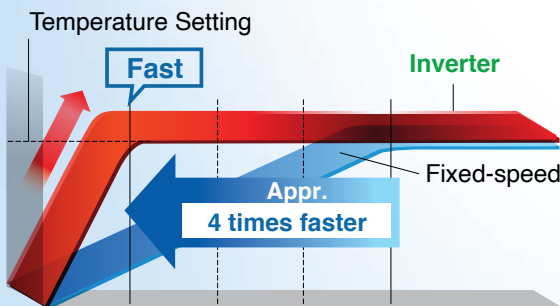 Temperature Setting
Fast
Inverter
Fixed-speed
Appr.
4 times faster